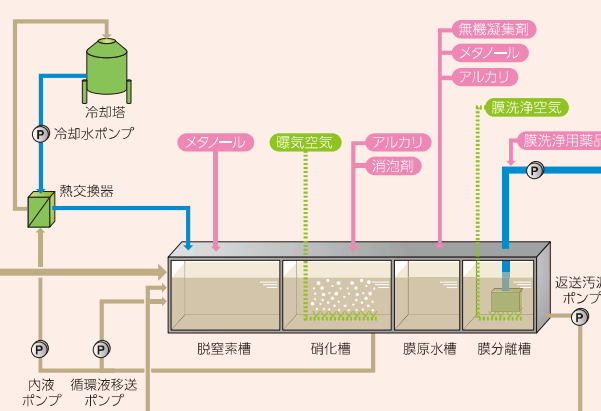 無機凝集剤
メタノール
アルカリ
冷却塔
膜洗浄空気
P 冷却水ポンプ
メタノール
曝気空気
アルカリ
消泡剤
膜洗浄用薬品
P
熱交換器
脱窒素槽
硝化槽
膜原水槽
膜分離槽
返送汚泥
ポンプ
P
P
P
内液
ポンプ
循環液移送
ポンプ